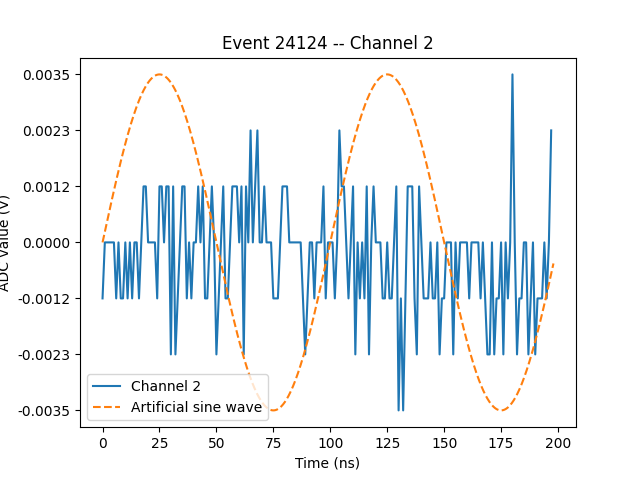 Event 24124 -- Channel 2
ADC Value (V)
0.0035
0.0023
0.0012
0.0000
-0.0012
-0.0023
-0.0035
Channel 2
Artificial sine wave
0 25 50 75 100 125 150 175 200
Time (ns)